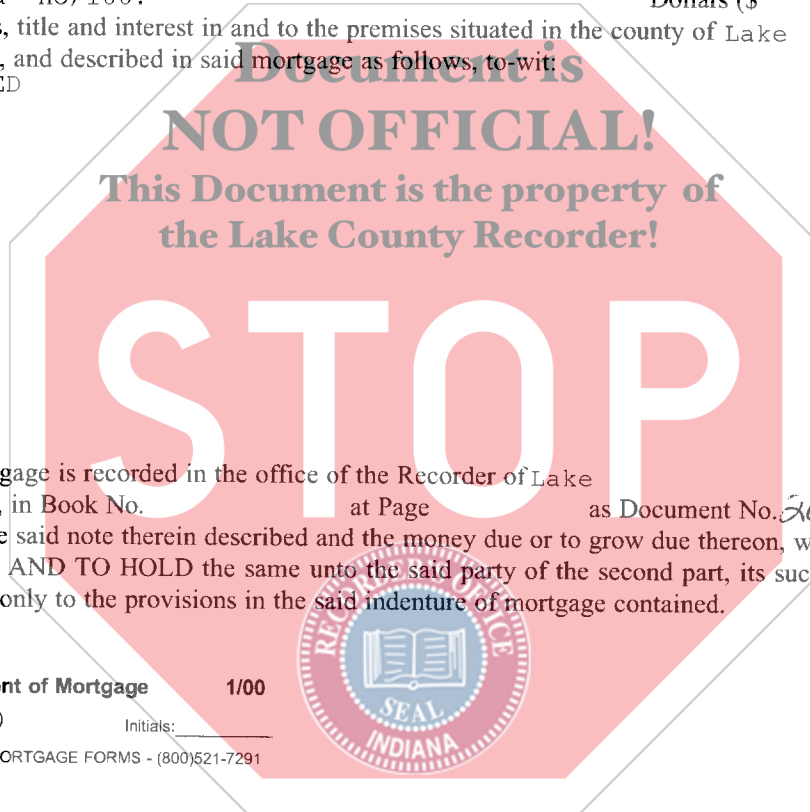 no/100.
Dollars ($
, title and interest in and to the premises situated in the county of Lake
, and described in said mortgage as follows, to-wit:
ED
Document is
NOT OFFICIAL!
This Document is the property of
the Lake County Recorder!
STOP
gage is recorded in the office of the Recorder of Lake
, in Book No. at Page as Document No.
e said note therein described and the money due or to grow due thereon, w
AND TO HOLD the same unto the said party of the second part, its suc
only to the provisions in the said indenture of mortgage contained.
RECORDER'S OFFICE
SEAL
INDIANA
nt of Mortgage 1/00
) Initials:
ORTGAGE FORMS - (800)521-7291